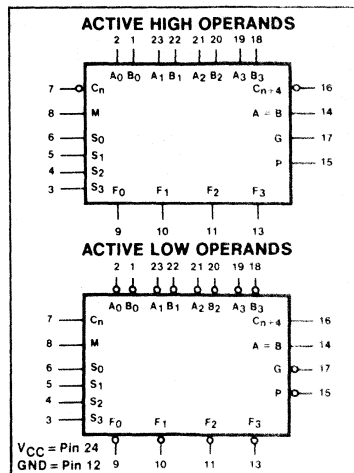 ACTIVE HIGH OPERANDS
2 1 23 22 21 20 19 18
A0 B0 A1 B1 A2 B2 A3 B3
7 Cn Cn+4 16
8 M A = B 14
6 S0 G 17
5 S1 P 15
4 S2
3 S3 F0 F1 F2 F3
9 10 11 13
ACTIVE LOW OPERANDS
2 1 23 22 21 20 19 18
A0 B0 A1 B1 A2 B2 A3 B3
7 Cn Cn+4 16
8 M A = B 14
6 S0 G 17
5 S1 P 15
4 S2
3 S3 F0 F1 F2 F3
VCC = Pin 24
GND = Pin 12 9 10 11 13